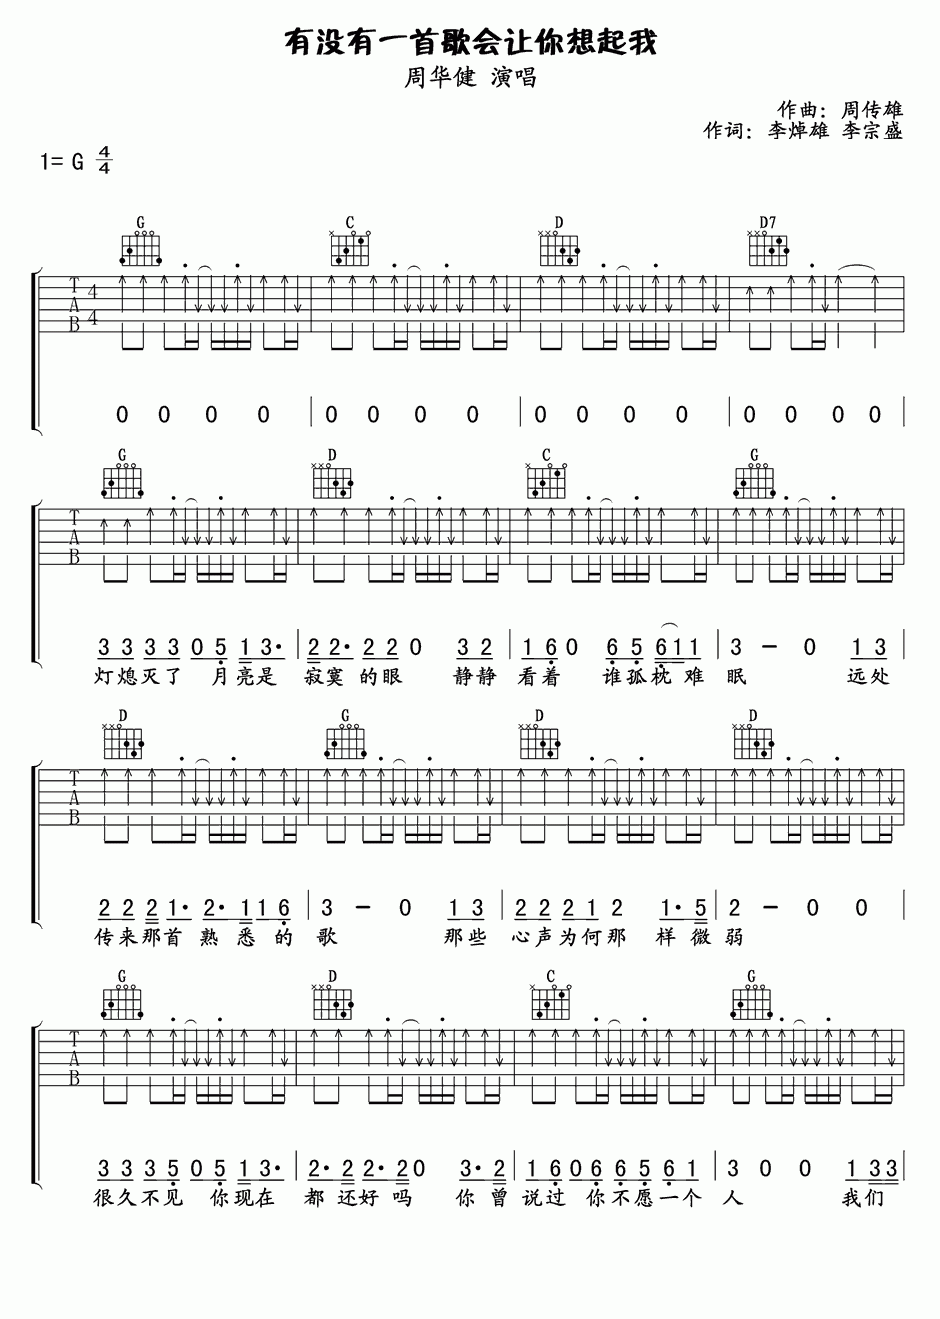 有没有一首歌会让你想起我
周华健 演唱
作曲：周传雄
作词：李焯雄 李宗盛
1= G 4/4
G C D D7
T A B 4/4
0 0 0 0 | 0 0 0 0 | 0 0 0 0 | 0 0 0 0 |
G D C G
T A B
3 3 3 3 0 5 1 3· | 2 2· 2 2 0 3 2 | 1 6 0 6 5 6 1 1 | 3 － 0 1 3 |
灯熄灭了 月亮是 寂寞 的眼 静静 看着 谁孤枕难 眠 远处
D G D D
T A B
2 2 2 1· 2· 1 1 6 | 3 － 0 1 3 | 2 2 2 1 2 1· 5 | 2 － 0 0 |
传来那首 熟 悉 的 歌 那些 心声为何那 样微 弱
G D C G
T A B
3 3 3 5 0 5 1 3· | 2· 2 2· 2 0 3· 2 | 1 6 0 6 6 5 6 1 | 3 0 0 1 3 3 |
很久不见 你现在 都 还好吗 你 曾 说过 你不愿一个 人 我们